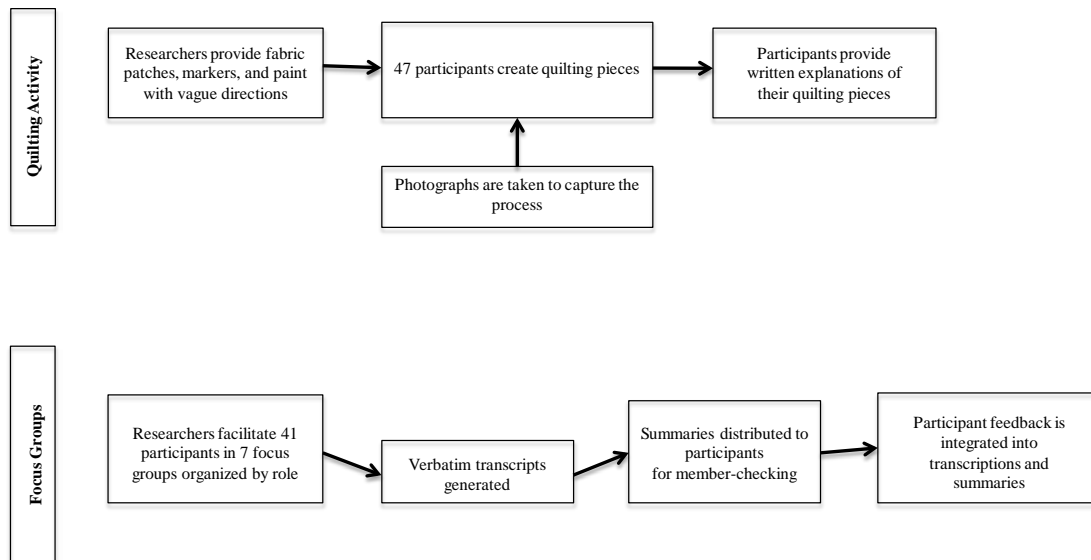 Quilting Activity
Researchers provide fabric
patches, markers, and paint
with vague directions
47 participants create quilting pieces
Participants provide
written explanations of
their quilting pieces
Photographs are taken to capture the
process
Focus Groups
Researchers facilitate 41
participants in 7 focus
groups organized by role
Verbatim transcripts
generated
Summaries distributed to
participants
for member-checking
Participant feedback is
integrated into
transcriptions and
summaries